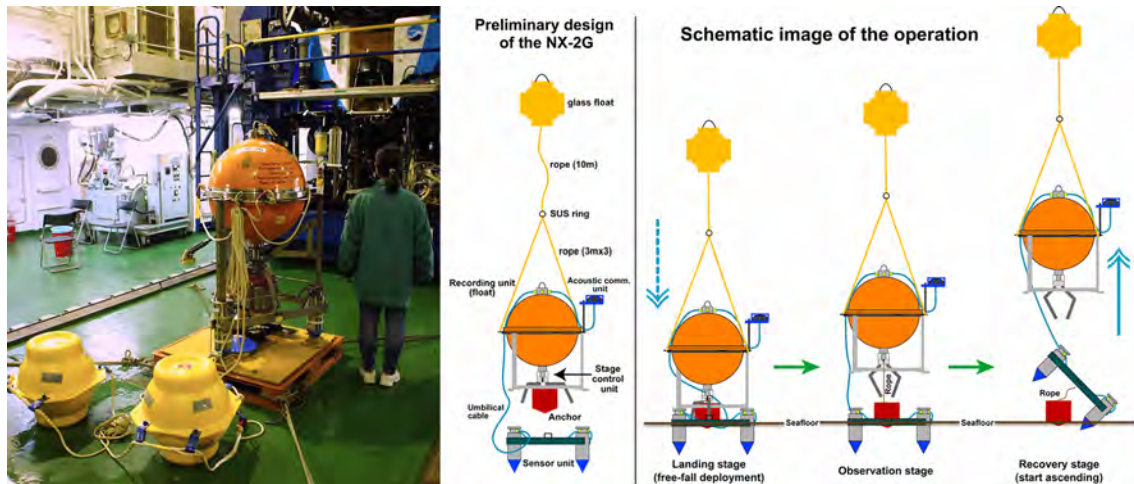 Preliminary design
of the NX-2G
glass float
rope (10m)
SUS ring
rope (3mx3)
Recording unit
(float)
Acoustic comm.
unit
Stage
control
unit
Umbilical
cable
Anchor
Sensor unit
Schematic image of the operation
Seafloor
Landing stage
(free-fall deployment)
Rope
Seafloor
Observation stage
Rope
Recovery stage
(start ascending)